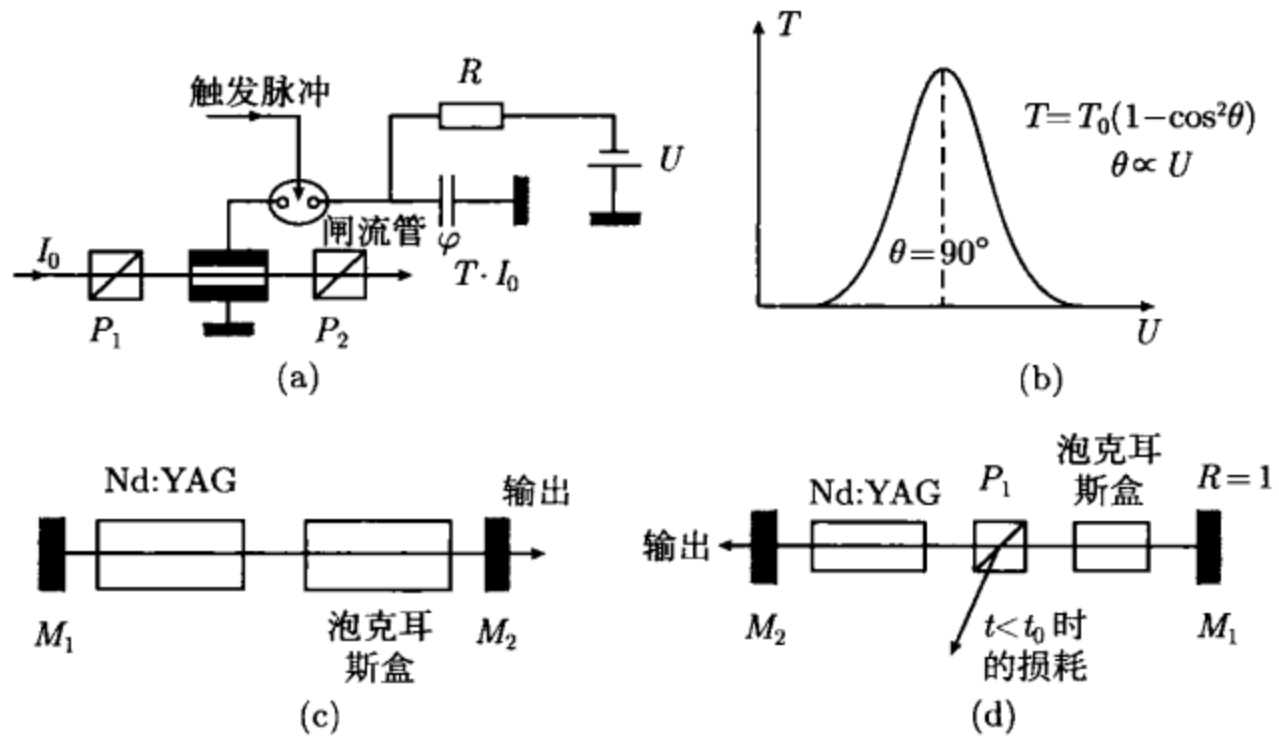 触发脉冲
R
U
闸流管
φ
I₀
T·I₀
P₁
P₂
(a)
T
T=T₀(1−cos²θ)
θ∝U
θ=90°
U
(b)
Nd:YAG
输出
M₁
泡克耳
斯盒
M₂
(c)
泡克耳
斯盒
Nd:YAG
P₁
R=1
输出
M₂
t<t₀时
的损耗
M₁
(d)